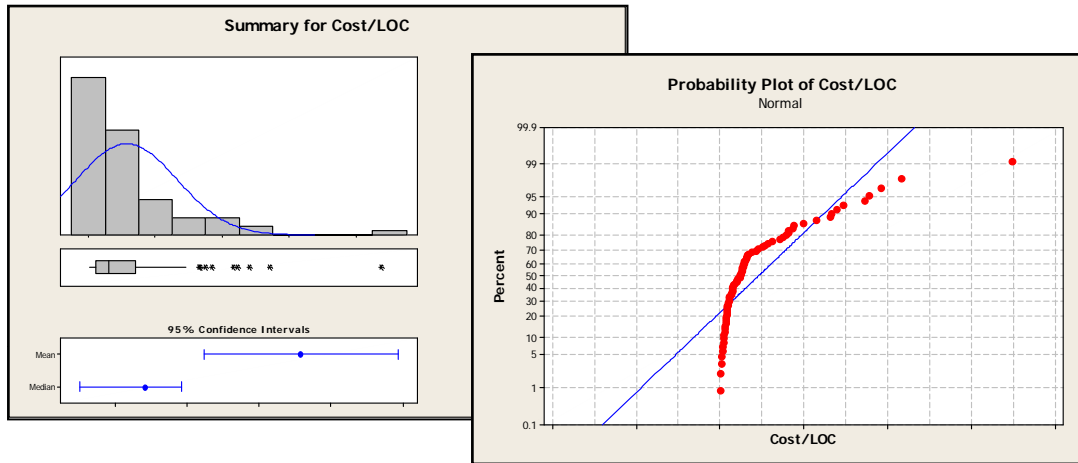 Summary for Cost/LOC
95% Confidence Intervals
Mean
Median
Probability Plot of Cost/LOC
Normal
99.9
99
95
90
80
70
60
50
40
30
20
10
5
1
0.1
Percent
Cost/LOC